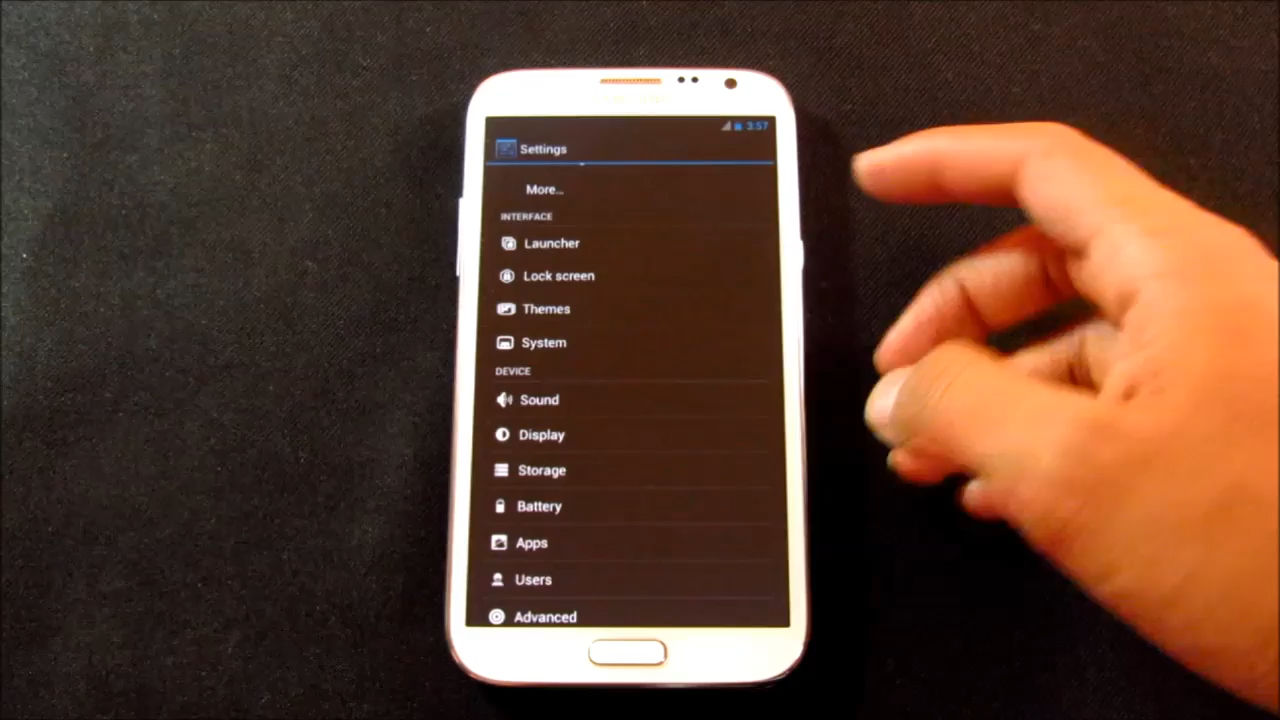 3:57
Settings
More...
INTERFACE
Launcher
Lock screen
Themes
System
DEVICE
Sound
Display
Storage
Battery
Apps
Users
Advanced